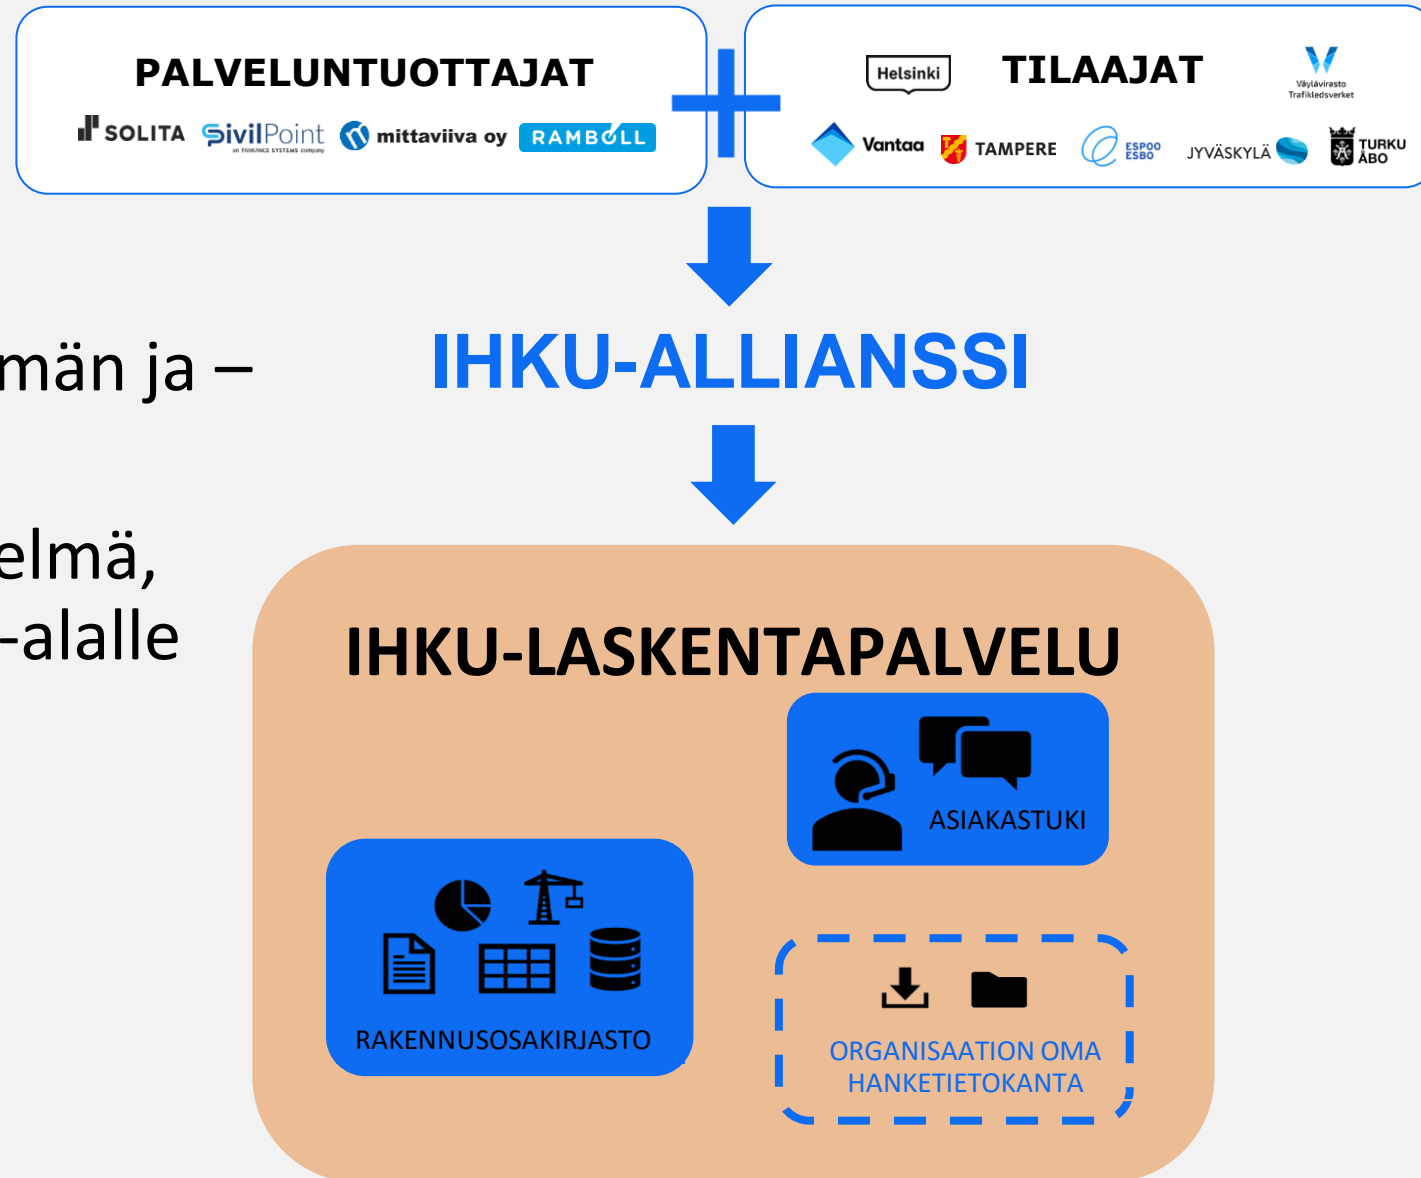 PALVELUNTUOTTAJAT
SOLITA SivilPoint mittaviiva oy RAMBOLL
TILAAJAT
Helsinki
Väylävirasto
Trafikledsverket
Vantaa TAMPERE ESPOO ESBO JYVÄSKYLÄ TURKU ÅBO
män ja –
IHKU-ALLIANSSI
elmä,
-alalle
IHKU-LASKENTAPALVELU
ASIAKASTUKI
RAKENNUSOSAKIRJASTO
ORGANISAATION OMA
HANKETIETOKANTA